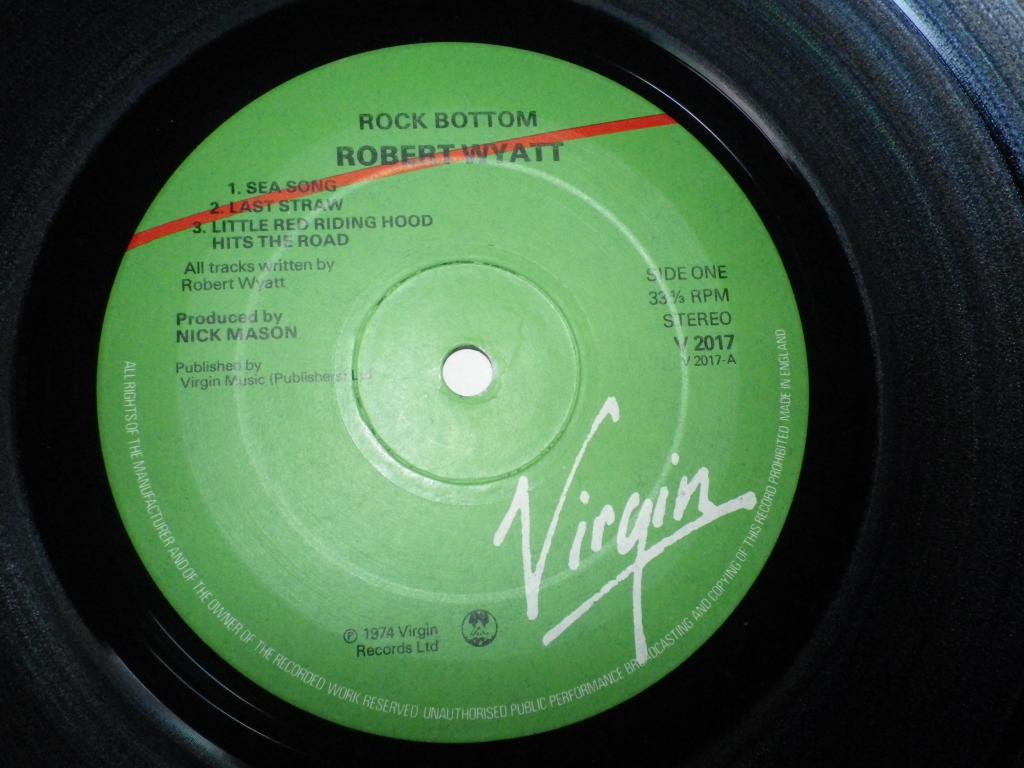 ROCK BOTTOM
ROBERT WYATT
1. SEA SONG
2. LAST STRAW
3. LITTLE RED RIDING HOOD
HITS THE ROAD
All tracks written by
Robert Wyatt
Produced by
NICK MASON
Published by
Virgin Music (Publishers) Ltd
SIDE ONE
33⅓ RPM
STEREO
V 2017
V 2017-A
Virgin
℗ 1974 Virgin
Records Ltd
ALL RIGHTS OF THE MANUFACTURER AND OF THE OWNER OF THE RECORDED WORK RESERVED UNAUTHORISED PUBLIC PERFORMANCE BROADCASTING AND COPYING OF THIS RECORD PROHIBITED MADE IN ENGLAND